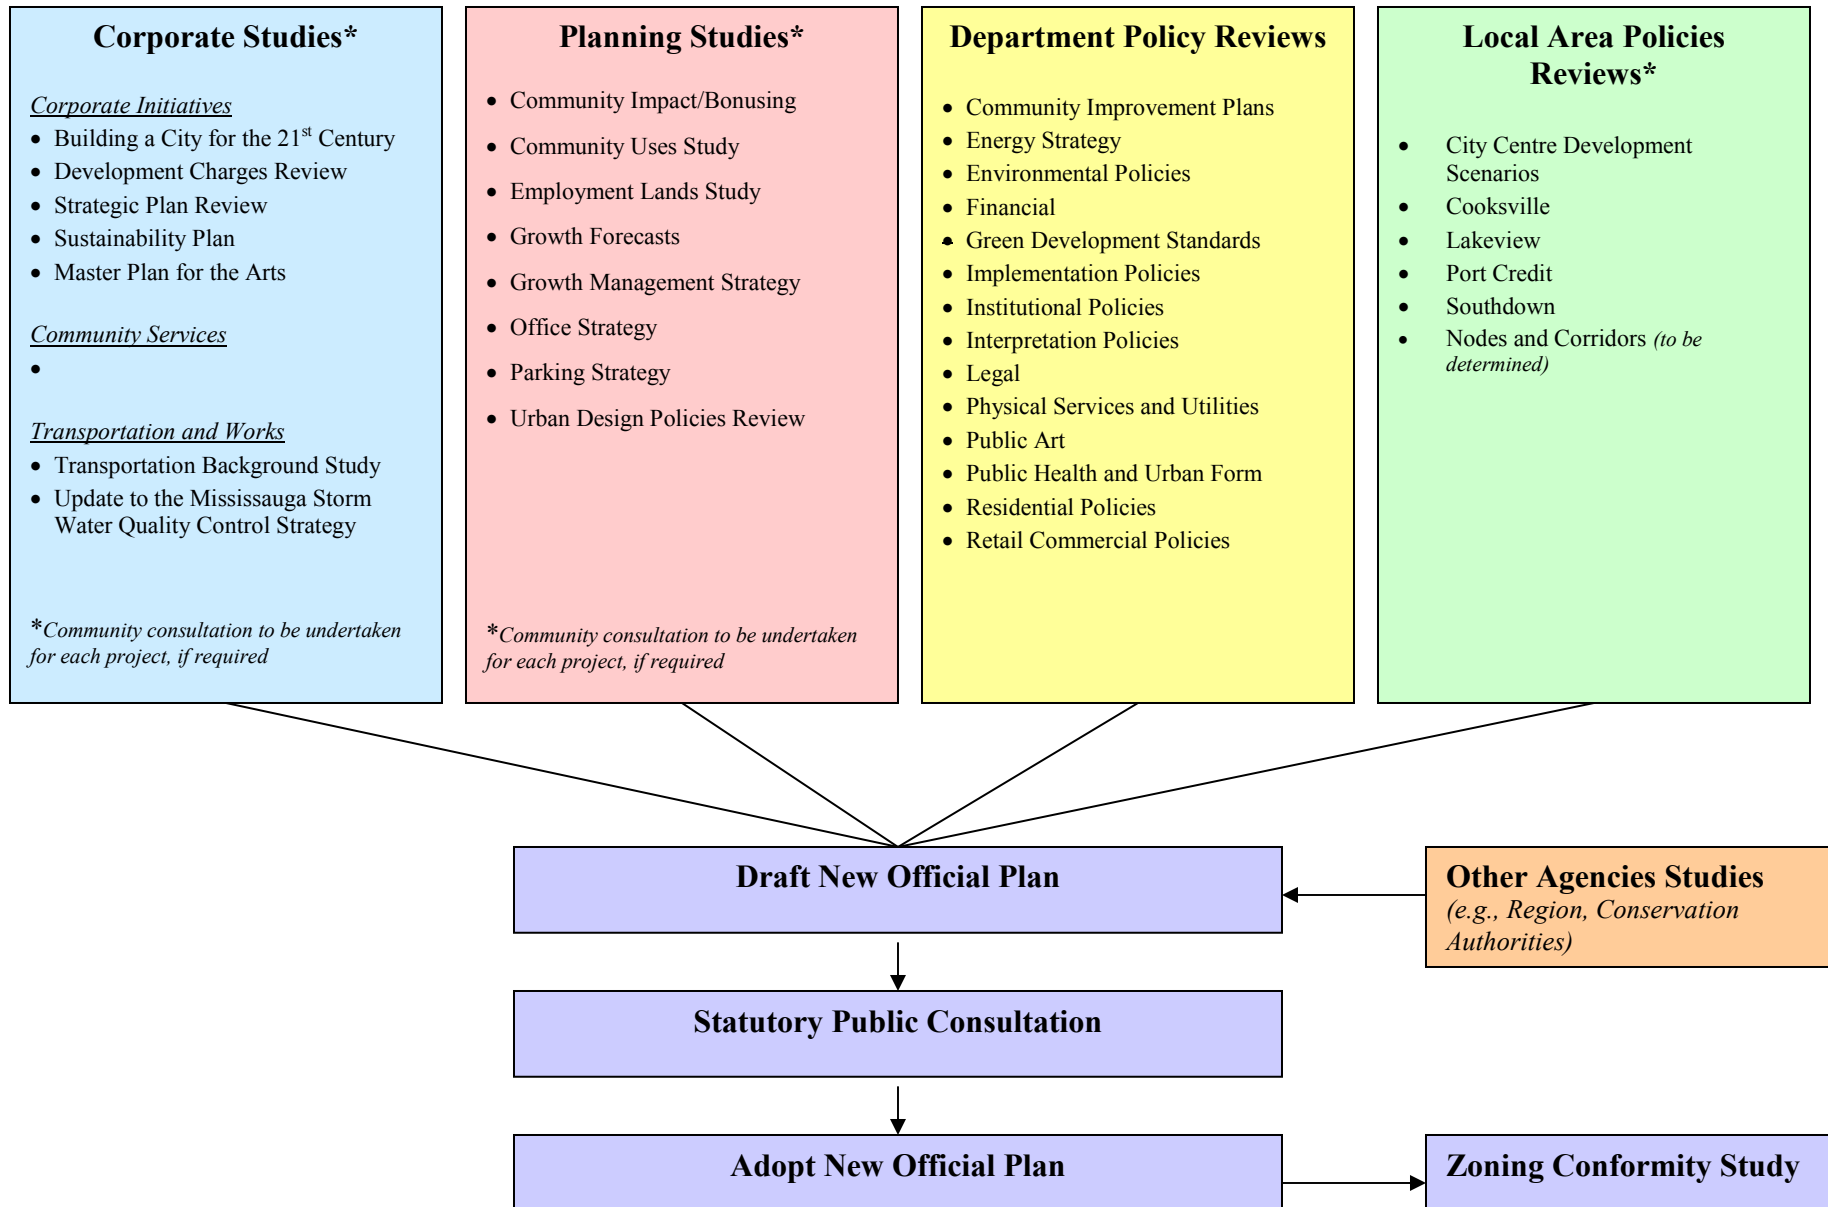 Corporate Studies*
Corporate Initiatives
• Building a City for the 21st Century
• Development Charges Review
• Strategic Plan Review
• Sustainability Plan
• Master Plan for the Arts
Community Services
•
Transportation and Works
• Transportation Background Study
• Update to the Mississauga Storm
Water Quality Control Strategy
*Community consultation to be undertaken
for each project, if required
Planning Studies*
• Community Impact/Bonusing
• Community Uses Study
• Employment Lands Study
• Growth Forecasts
• Growth Management Strategy
• Office Strategy
• Parking Strategy
• Urban Design Policies Review
*Community consultation to be undertaken
for each project, if required
Department Policy Reviews
• Community Improvement Plans
• Energy Strategy
• Environmental Policies
• Financial
• Green Development Standards
• Implementation Policies
• Institutional Policies
• Interpretation Policies
• Legal
• Physical Services and Utilities
• Public Art
• Public Health and Urban Form
• Residential Policies
• Retail Commercial Policies
Local Area Policies
Reviews*
• City Centre Development
Scenarios
• Cooksville
• Lakeview
• Port Credit
• Southdown
• Nodes and Corridors (to be
determined)
Draft New Official Plan
Other Agencies Studies
(e.g., Region, Conservation
Authorities)
Statutory Public Consultation
Adopt New Official Plan
Zoning Conformity Study